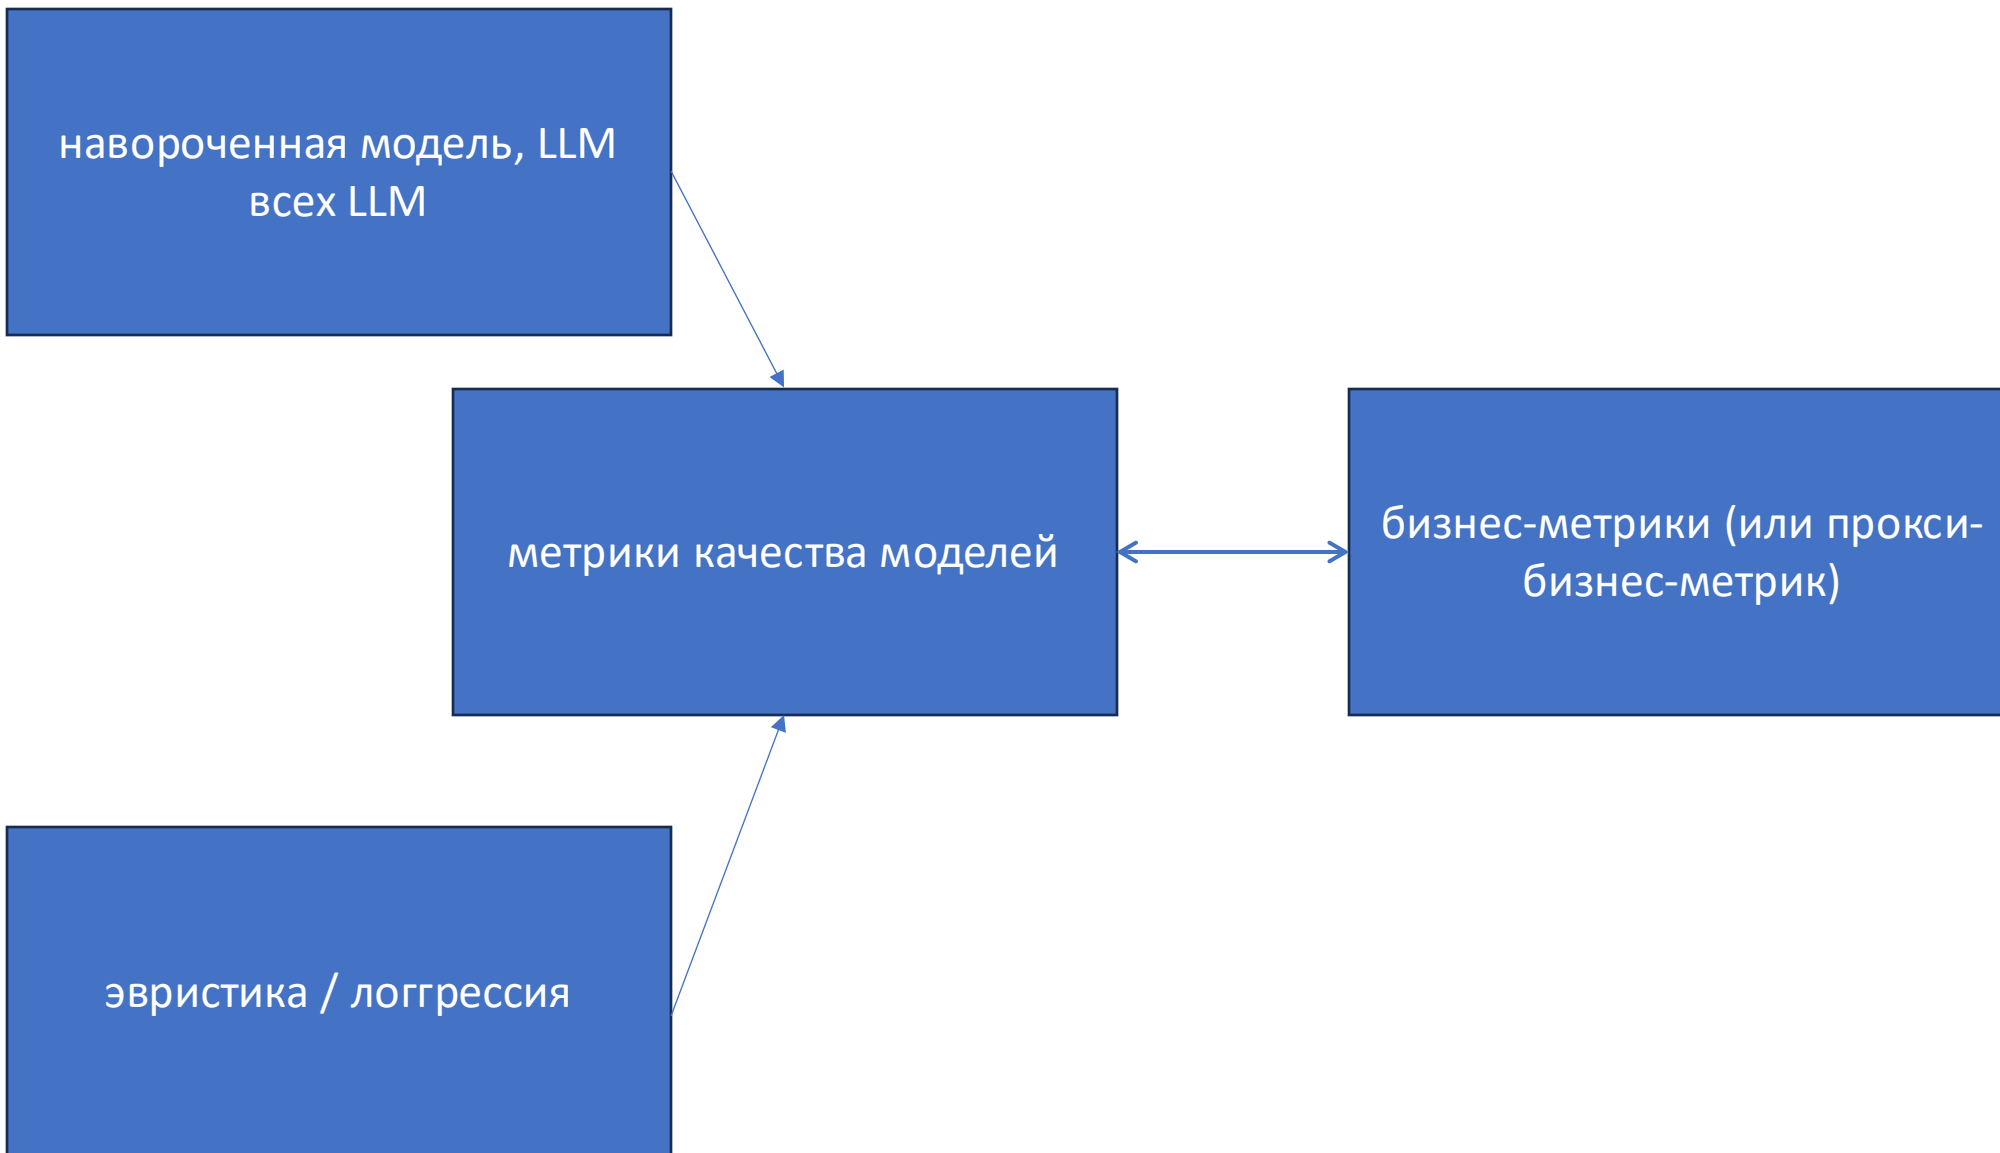 навороченная модель, LLM
всех LLM
метрики качества моделей
бизнес-метрики (или прокси-
бизнес-метрик)
эвристика / логгрессия